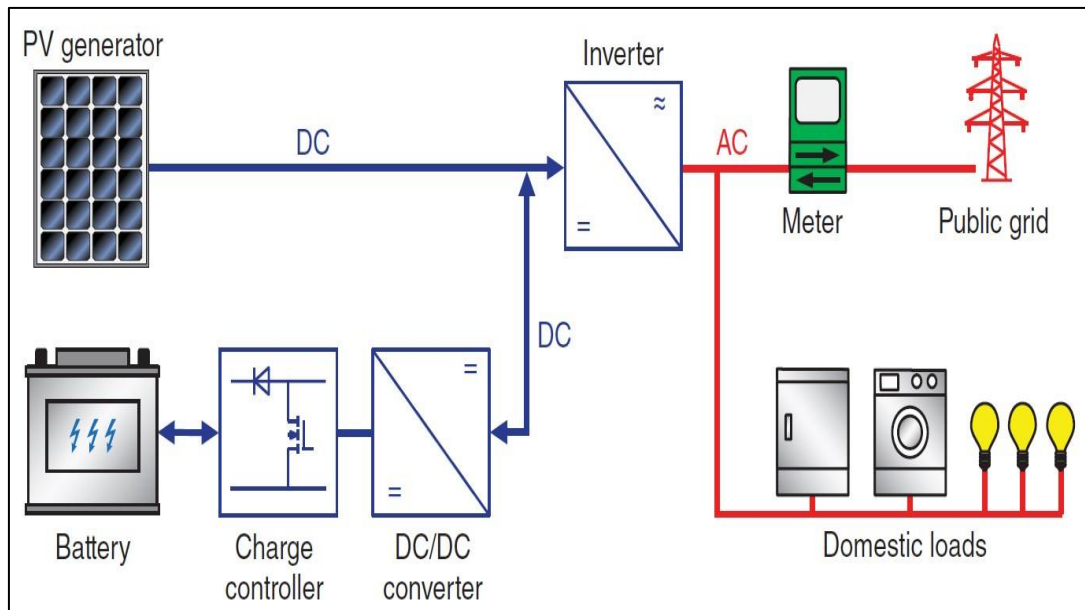 PV generator
Inverter
≈
DC
AC
=
Meter
Public grid
DC
=
=
Battery
Charge
controller
DC/DC
converter
Domestic loads